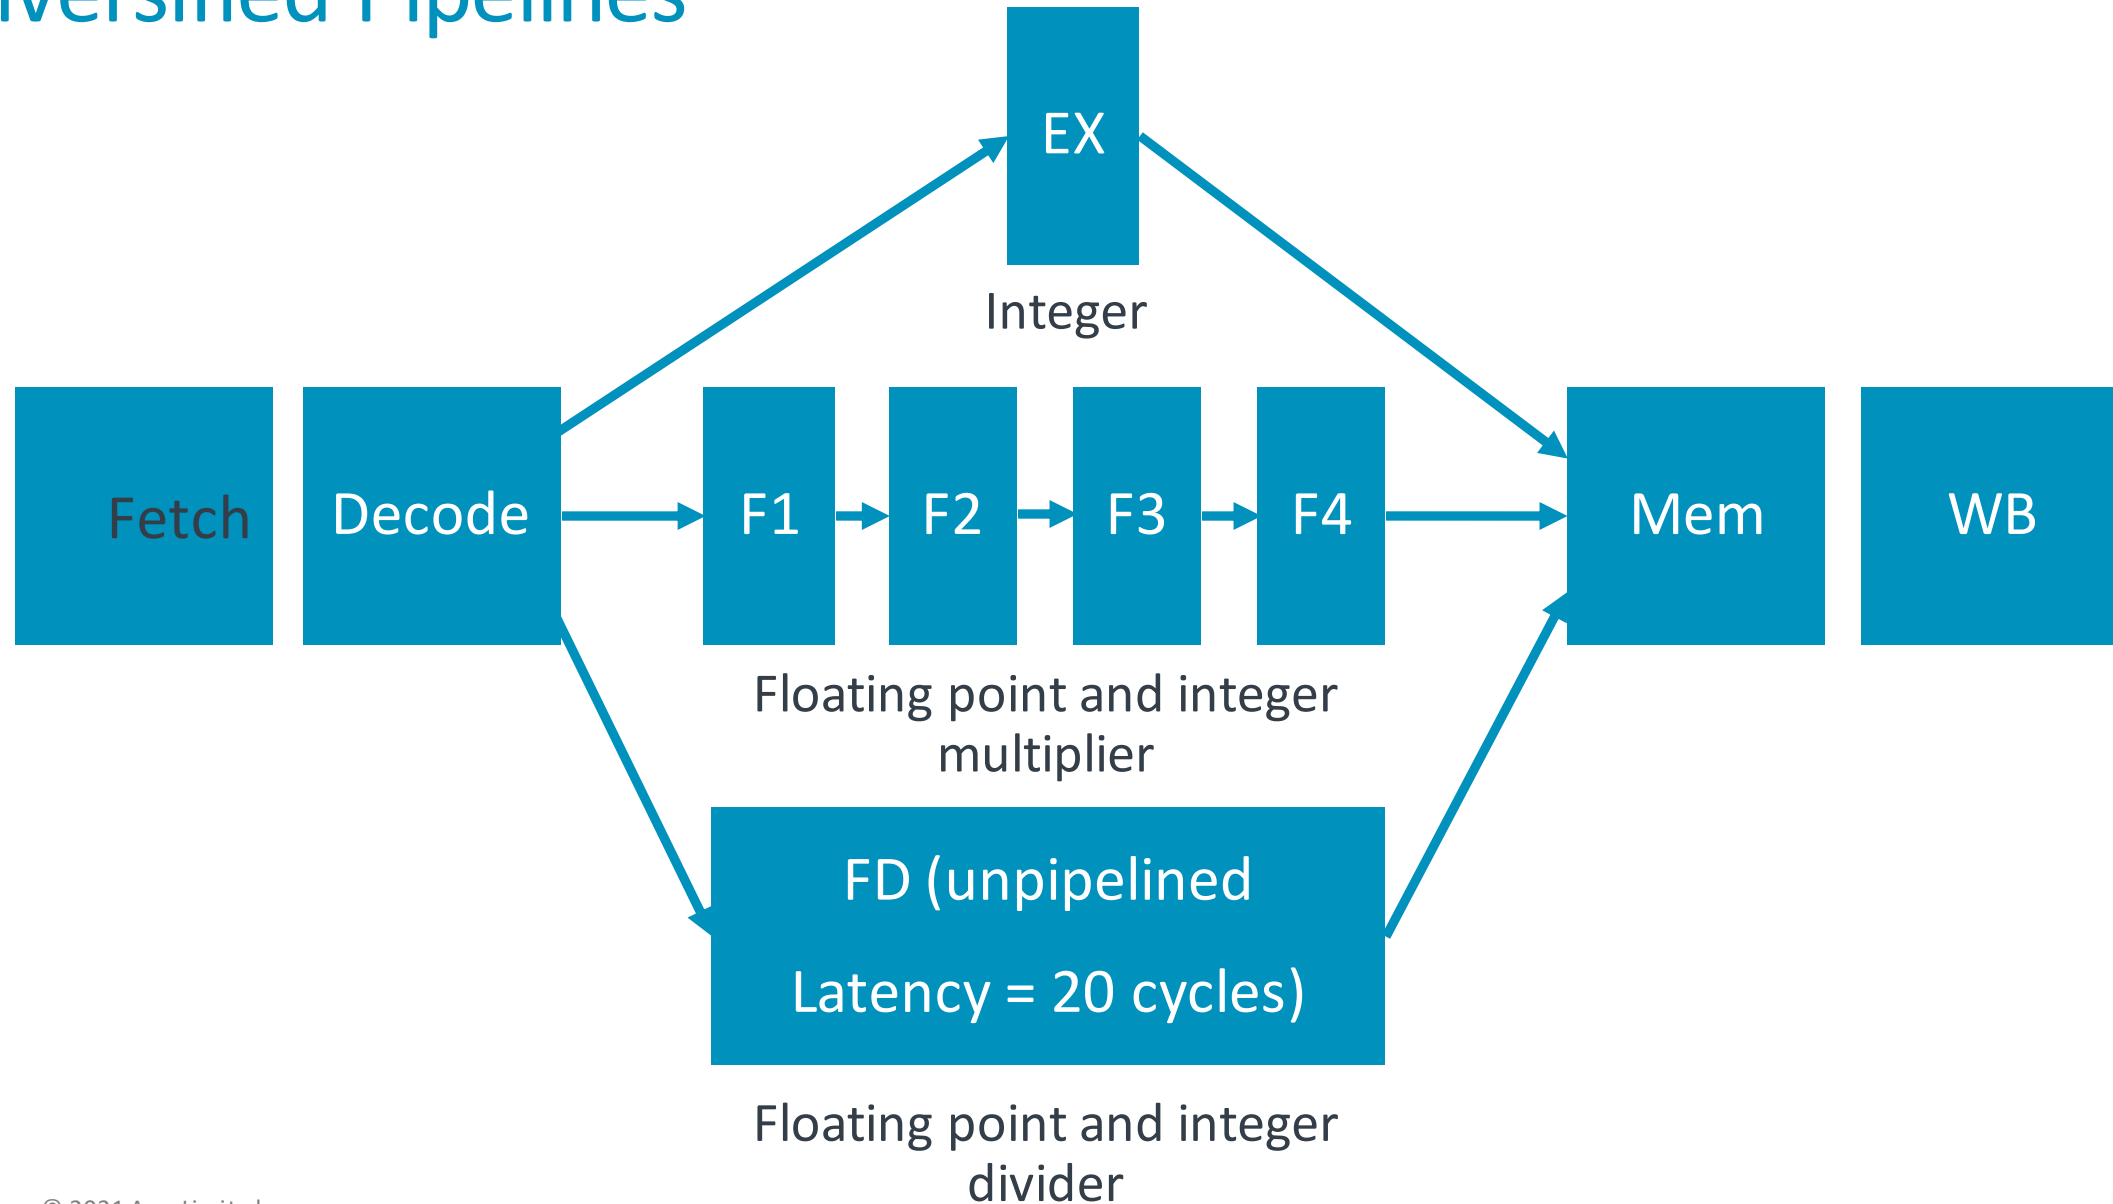 Pipelines
EX
Integer
Fetch
Decode
F1
F2
F3
F4
Mem
WB
Floating point and integer
multiplier
FD (unpipelined
Latency = 20 cycles)
Floating point and integer
divider